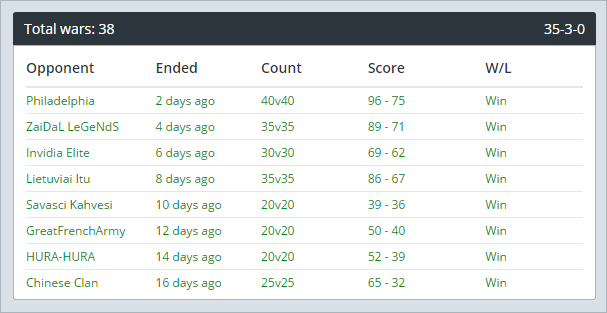 Total wars: 38 35-3-0
Opponent Ended Count Score W/L
Philadelphia 2 days ago 40v40 96 - 75 Win
ZaiDaL LeGeNdS 4 days ago 35v35 89 - 71 Win
Invidia Elite 6 days ago 30v30 69 - 62 Win
Lietuviai Itu 8 days ago 35v35 86 - 67 Win
Savasci Kahvesi 10 days ago 20v20 39 - 36 Win
GreatFrenchArmy 12 days ago 20v20 50 - 40 Win
HURA-HURA 14 days ago 20v20 52 - 39 Win
Chinese Clan 16 days ago 25v25 65 - 32 Win